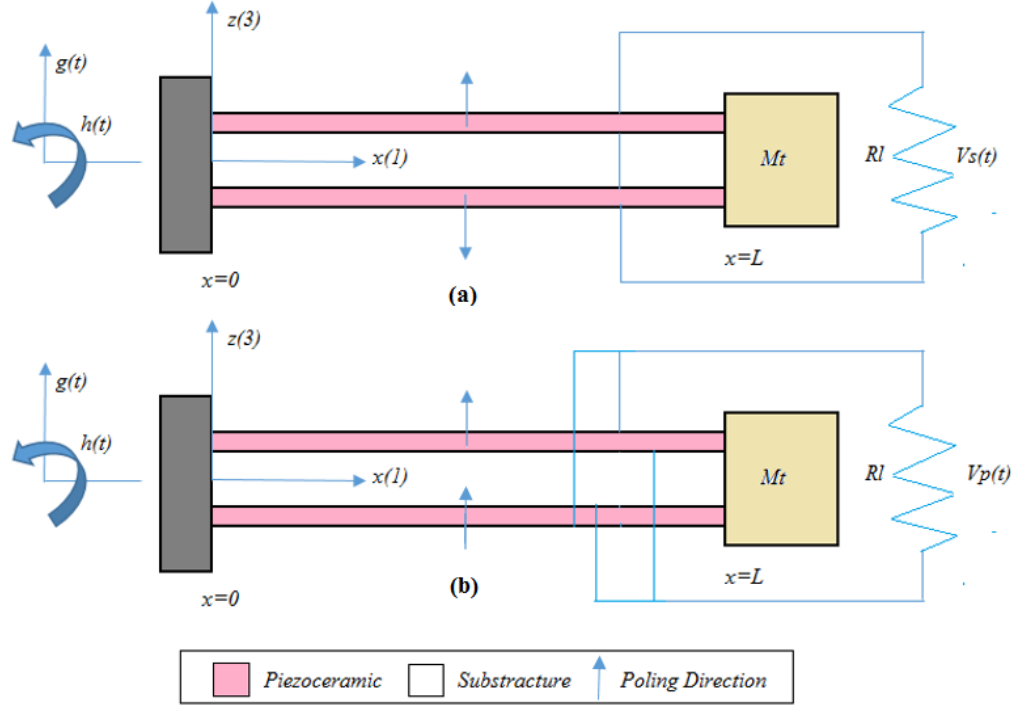 z(3)
g(t)
h(t)
x(1)
Mt
Rl
Vs(t)
x=0
x=L
(a)
z(3)
g(t)
h(t)
x(1)
Mt
Rl
Vp(t)
x=0
x=L
(b)
Piezoceramic Substracture Poling Direction